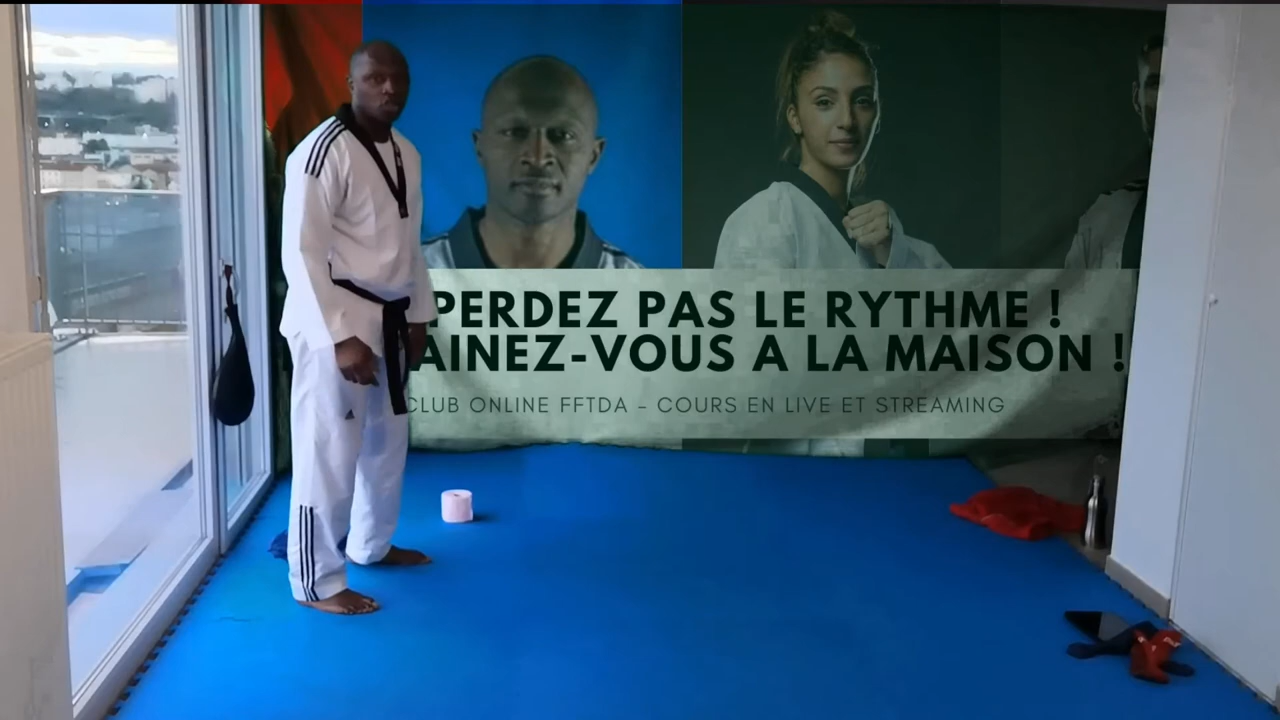 PERDEZ PAS LE RYTHME !
AINEZ-VOUS A LA MAISON !
CLUB ONLINE FFTDA - COURS EN LIVE ET STREAMING